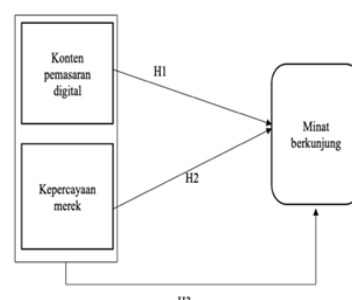 Konten
pemasaran
digital
H1
Minat
berkunjung
Kepercayaan
merek
H2